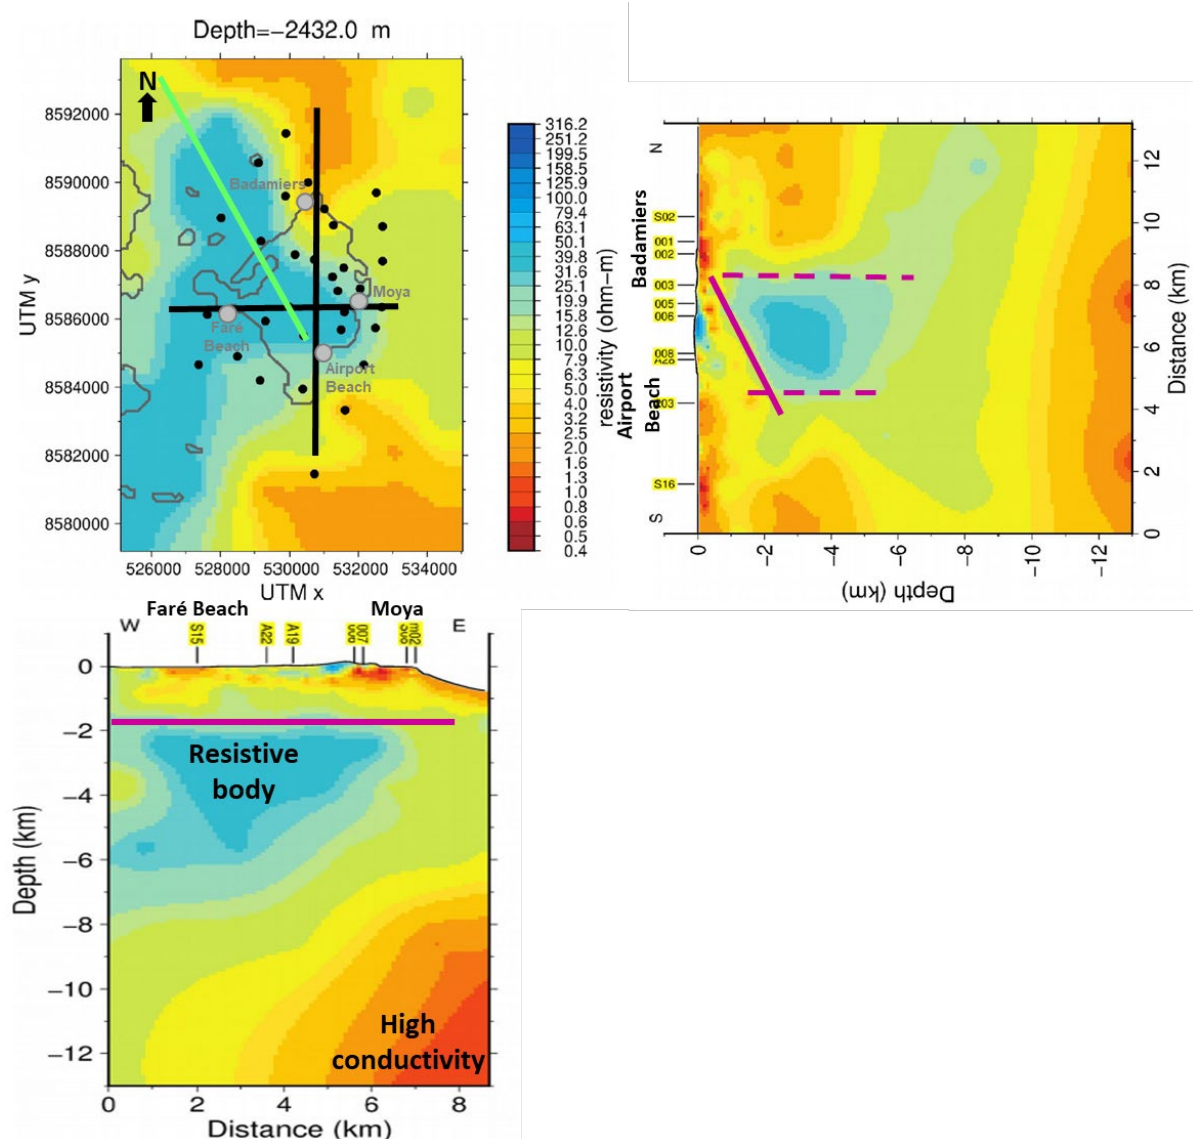 Depth=−2432.0 m
N
8592000
8590000
8588000
8586000
8584000
8582000
8580000
UTM y
526000 528000 530000 532000 534000
UTM x
Badamiers
Moya
Faré
Beach
Airport
Beach
316.2
251.2
199.5
158.5
125.9
100.0
79.4
63.1
50.1
39.8
31.6
25.1
19.9
15.8
12.6
10.0
7.9
6.3
5.0
4.0
3.2
2.5
2.0
1.6
1.3
1.0
0.8
0.6
0.5
0.4
resistivity (ohm−m)
N
Badamiers
Airport
Beach
S
S02
001
002
003
005
006
008
R03
S16
12
10
8
6
4
2
0
Distance (km)
0 −2 −4 −6 −8 −10 −12
Depth (km)
Faré Beach Moya
W E
S15 A22 A19 007 m02
0
−2
−4
−6
−8
−10
−12
Depth (km)
Resistive
body
High
conductivity
0 2 4 6 8
Distance (km)